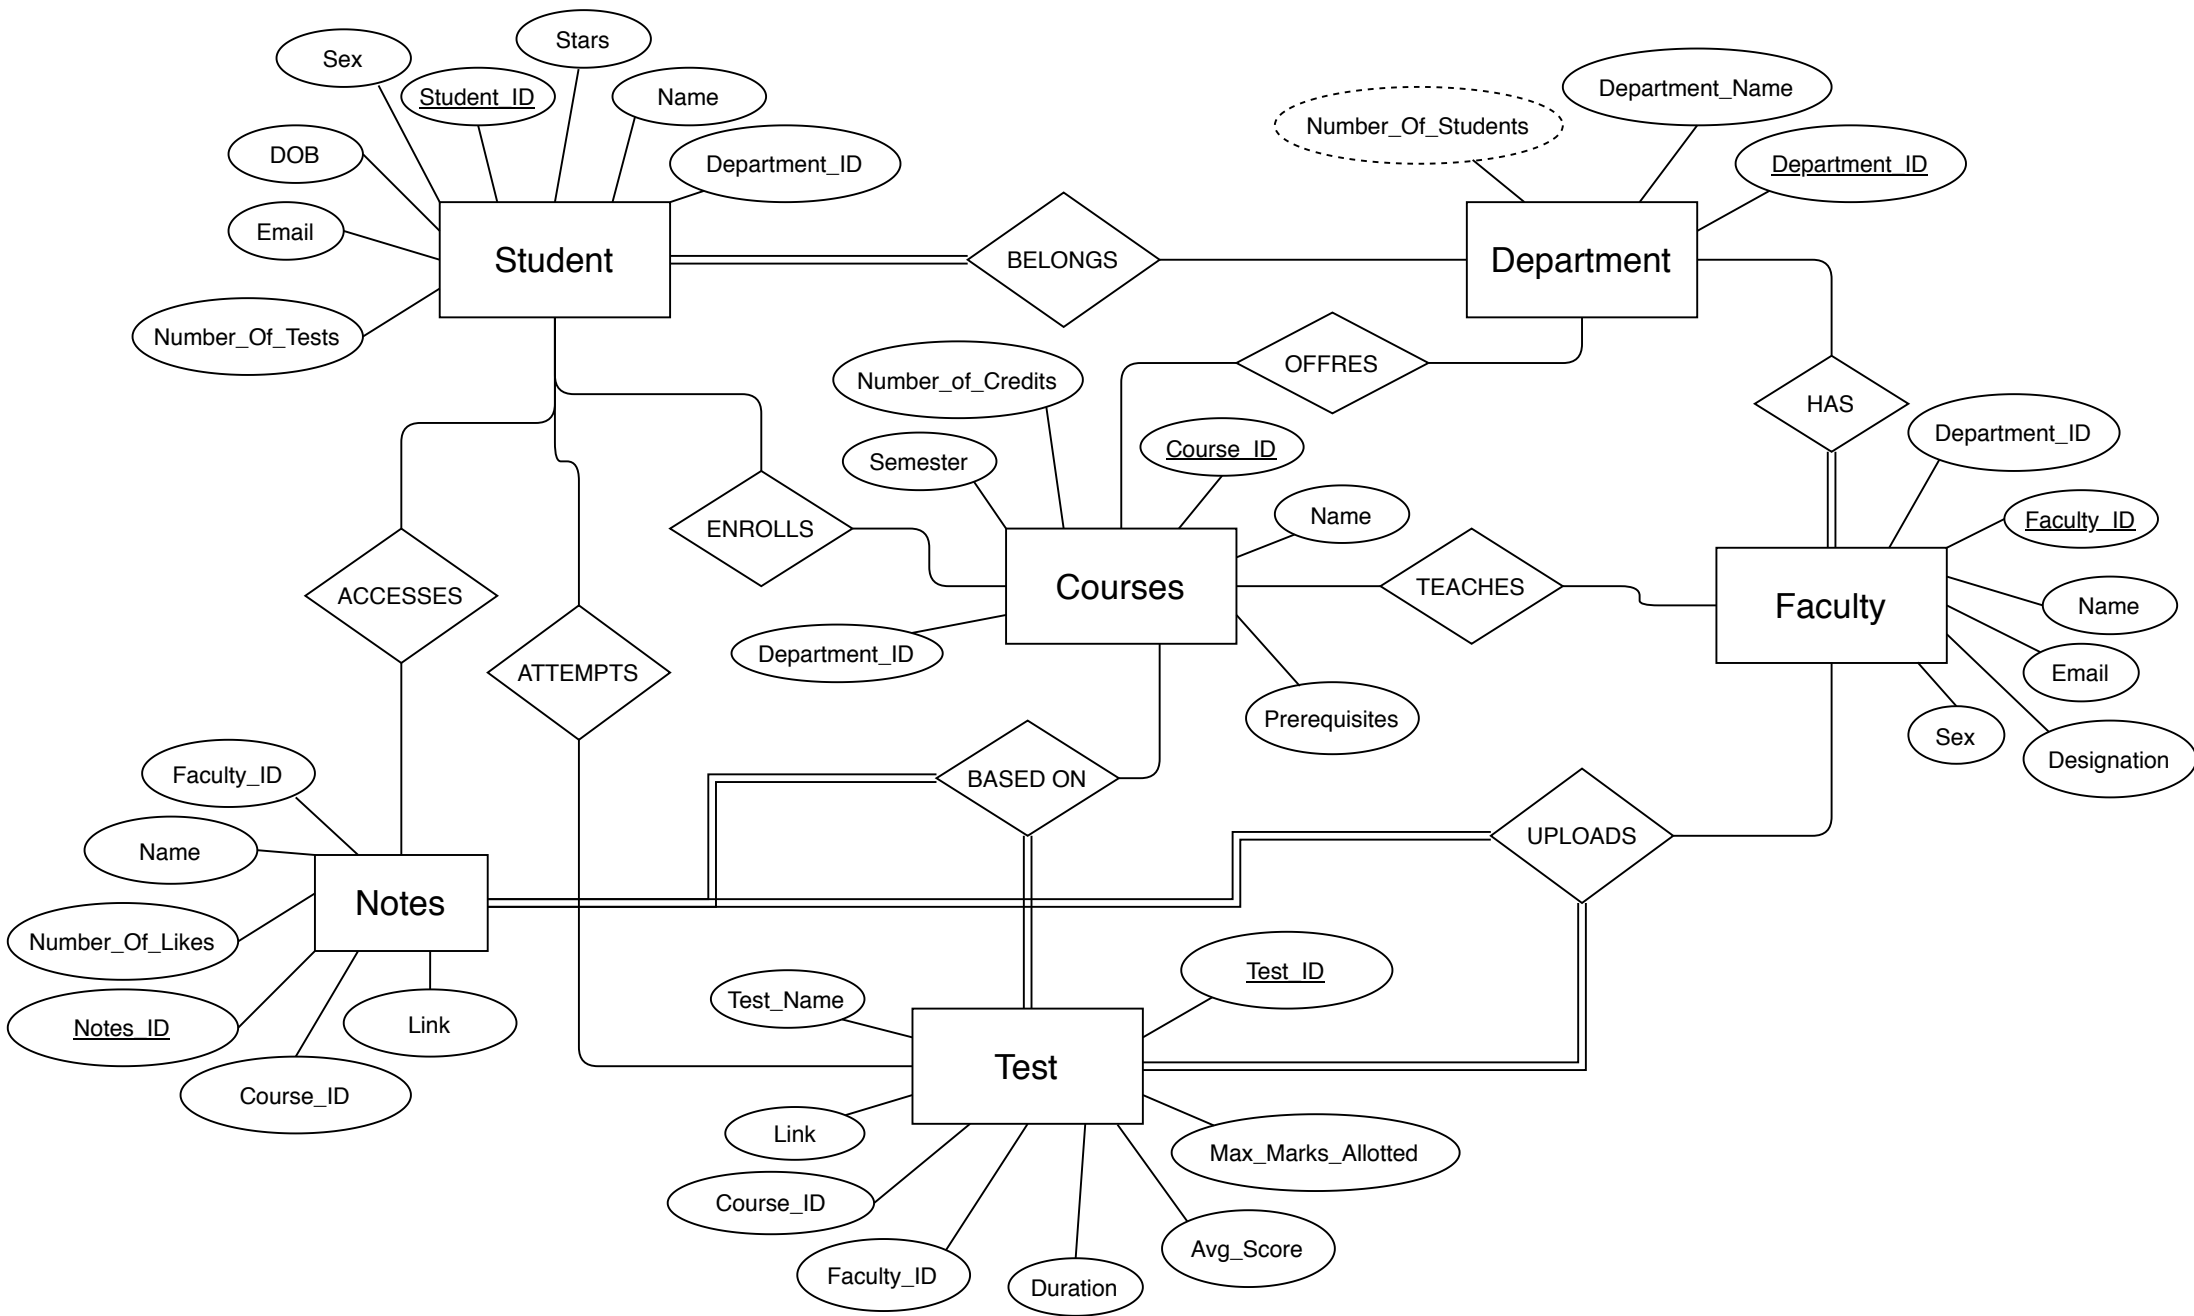 Stars
Sex
Student_ID
Name
Department_Name
Number_Of_Students
DOB
Department_ID
Department_ID
Email
Student
BELONGS
Department
Number_Of_Tests
OFFRES
Number_of_Credits
HAS
Department_ID
Semester
Course_ID
Name
Faculty_ID
ENROLLS
Courses
TEACHES
ACCESSES
Faculty
Name
Department_ID
ATTEMPTS
Email
Prerequisites
Sex
Designation
Faculty_ID
BASED ON
UPLOADS
Name
Notes
Number_Of_Likes
Test_ID
Test_Name
Notes_ID
Link
Test
Course_ID
Link
Max_Marks_Allotted
Course_ID
Avg_Score
Faculty_ID
Duration